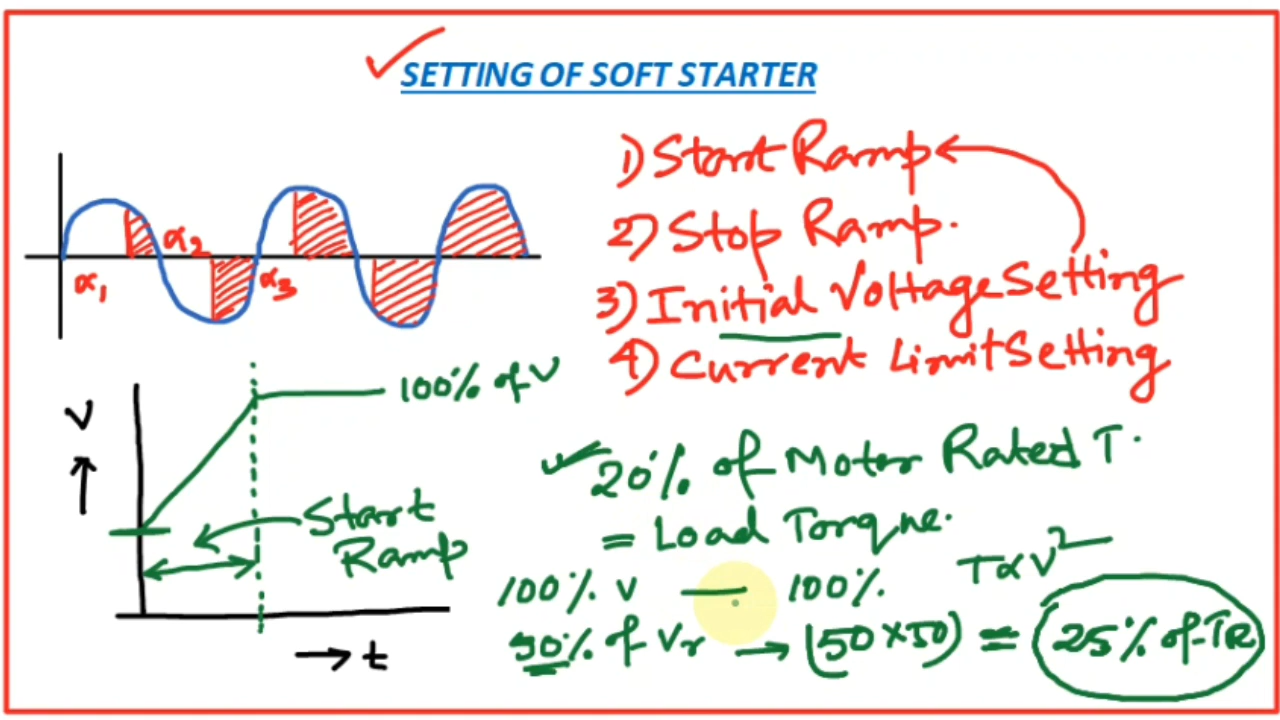 SETTING OF SOFT STARTER
1) Start Ramp
2) Stop Ramp.
3) Initial Voltage Setting
4) Current Limit Setting
α1
α2
α3
V
100% of V
Start
Ramp
t
20% of Motor Rated T.
= Load Torque.
T∝V²
100% V — 100%
50% of Vr → (50×50) = 25% of TR